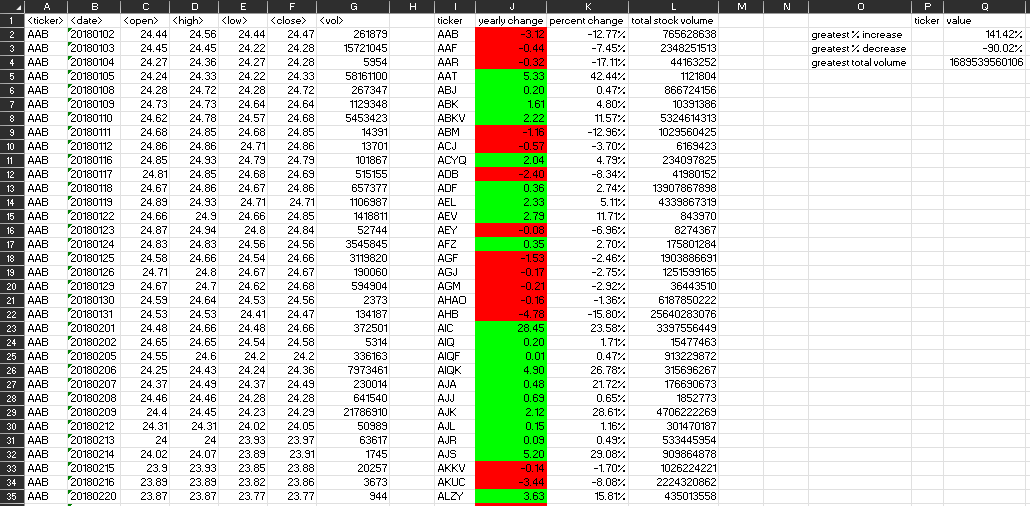 A B C D E F G H I J K L M N O P Q
1 <ticker> <date> <open> <high> <low> <close> <vol> ticker yearly change percent change total stock volume ticker value
2 AAB 20180102 24.44 24.56 24.44 24.47 261879 AAB -3.12 -12.77% 765628638 greatest % increase 141.42%
3 AAB 20180103 24.45 24.45 24.22 24.28 15721045 AAF -0.44 -7.45% 2348251513 greatest % decrease -90.02%
4 AAB 20180104 24.27 24.36 24.27 24.28 5954 AAR -0.32 -17.11% 44163252 greatest total volume 1689539560106
5 AAB 20180105 24.24 24.33 24.22 24.33 58161100 AAT 5.33 42.44% 1121804
6 AAB 20180108 24.28 24.72 24.28 24.72 267347 ABJ 0.20 0.47% 866724156
7 AAB 20180109 24.73 24.73 24.64 24.64 1129348 ABK 1.61 4.80% 10391386
8 AAB 20180110 24.62 24.78 24.57 24.68 5453423 ABKV 2.22 11.57% 5324614313
9 AAB 20180111 24.68 24.85 24.68 24.85 14391 ABM -1.16 -12.96% 1029560425
10 AAB 20180112 24.86 24.86 24.71 24.86 13701 ACJ -0.57 -3.70% 6169423
11 AAB 20180116 24.85 24.93 24.79 24.79 101867 ACYQ 2.04 4.79% 234097825
12 AAB 20180117 24.81 24.85 24.68 24.69 515155 ADB -2.40 -8.34% 41980152
13 AAB 20180118 24.67 24.86 24.67 24.86 657377 ADF 0.36 2.74% 13907867898
14 AAB 20180119 24.89 24.93 24.71 24.71 1106987 AEL 2.33 5.11% 4339867319
15 AAB 20180122 24.66 24.9 24.66 24.85 1418811 AEV 2.79 11.71% 843970
16 AAB 20180123 24.87 24.94 24.8 24.84 52744 AEY -0.08 -6.96% 8274367
17 AAB 20180124 24.83 24.83 24.56 24.56 3545845 AFZ 0.35 2.70% 175801284
18 AAB 20180125 24.58 24.66 24.54 24.66 3119820 AGF -1.53 -2.46% 1903886691
19 AAB 20180126 24.71 24.8 24.67 24.67 190060 AGJ -0.17 -2.75% 1251599165
20 AAB 20180129 24.67 24.7 24.62 24.68 594904 AGM -0.21 -2.92% 36443510
21 AAB 20180130 24.59 24.64 24.53 24.56 2373 AHAO -0.16 -1.36% 6187850222
22 AAB 20180131 24.53 24.53 24.41 24.47 134187 AHB -4.78 -15.80% 25640283076
23 AAB 20180201 24.48 24.66 24.48 24.66 372501 AIC 28.45 23.58% 3397556449
24 AAB 20180202 24.65 24.65 24.54 24.58 5314 AIQ 0.20 1.71% 15477463
25 AAB 20180205 24.55 24.6 24.2 24.2 336163 AIQF 0.01 0.47% 913229872
26 AAB 20180206 24.25 24.43 24.24 24.36 7973461 AIQK 4.90 26.78% 315696267
27 AAB 20180207 24.37 24.49 24.37 24.49 230014 AJA 0.48 21.72% 176690673
28 AAB 20180208 24.46 24.46 24.28 24.28 641540 AJJ 0.69 0.65% 1852773
29 AAB 20180209 24.4 24.45 24.23 24.29 21786910 AJK 2.12 28.61% 4706222269
30 AAB 20180212 24.31 24.31 24.02 24.05 50989 AJL 0.15 1.16% 301470187
31 AAB 20180213 24 24 23.93 23.97 63617 AJR 0.09 0.49% 533445954
32 AAB 20180214 24.02 24.07 23.89 23.91 1745 AJS 5.20 29.08% 909864878
33 AAB 20180215 23.9 23.93 23.85 23.88 20257 AKKV -0.14 -1.70% 1026224221
34 AAB 20180216 23.89 23.89 23.82 23.86 3673 AKUC -3.44 -8.08% 2224320862
35 AAB 20180220 23.87 23.87 23.77 23.77 944 ALZY 3.63 15.81% 435013558